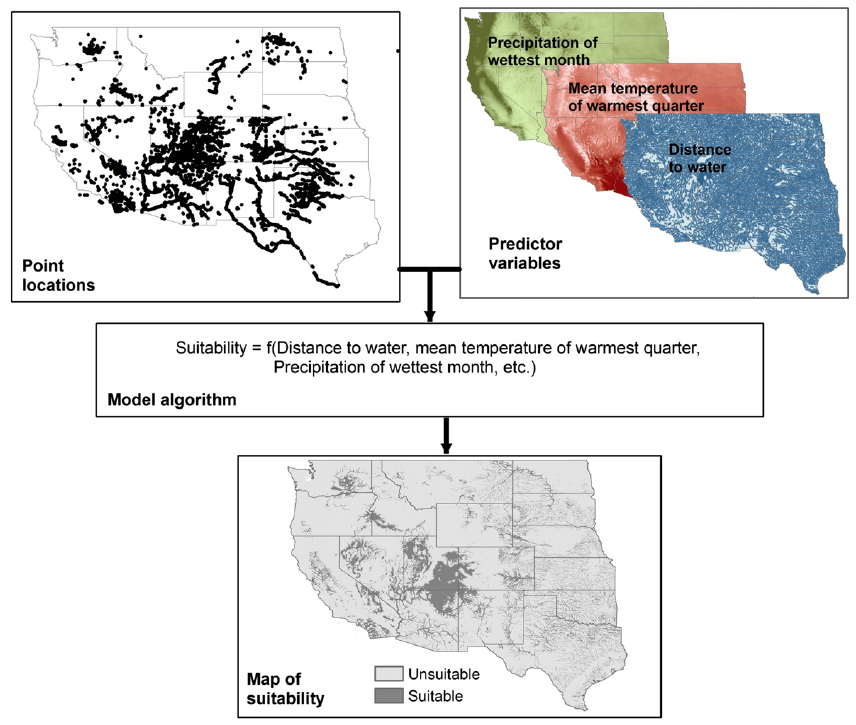 Point
locations
Precipitation of
wettest month
Mean temperature
of warmest quarter
Distance
to water
Predictor
variables
Suitability = f(Distance to water, mean temperature of warmest quarter,
Precipitation of wettest month, etc.)
Model algorithm
Map of
suitability
Unsuitable
Suitable